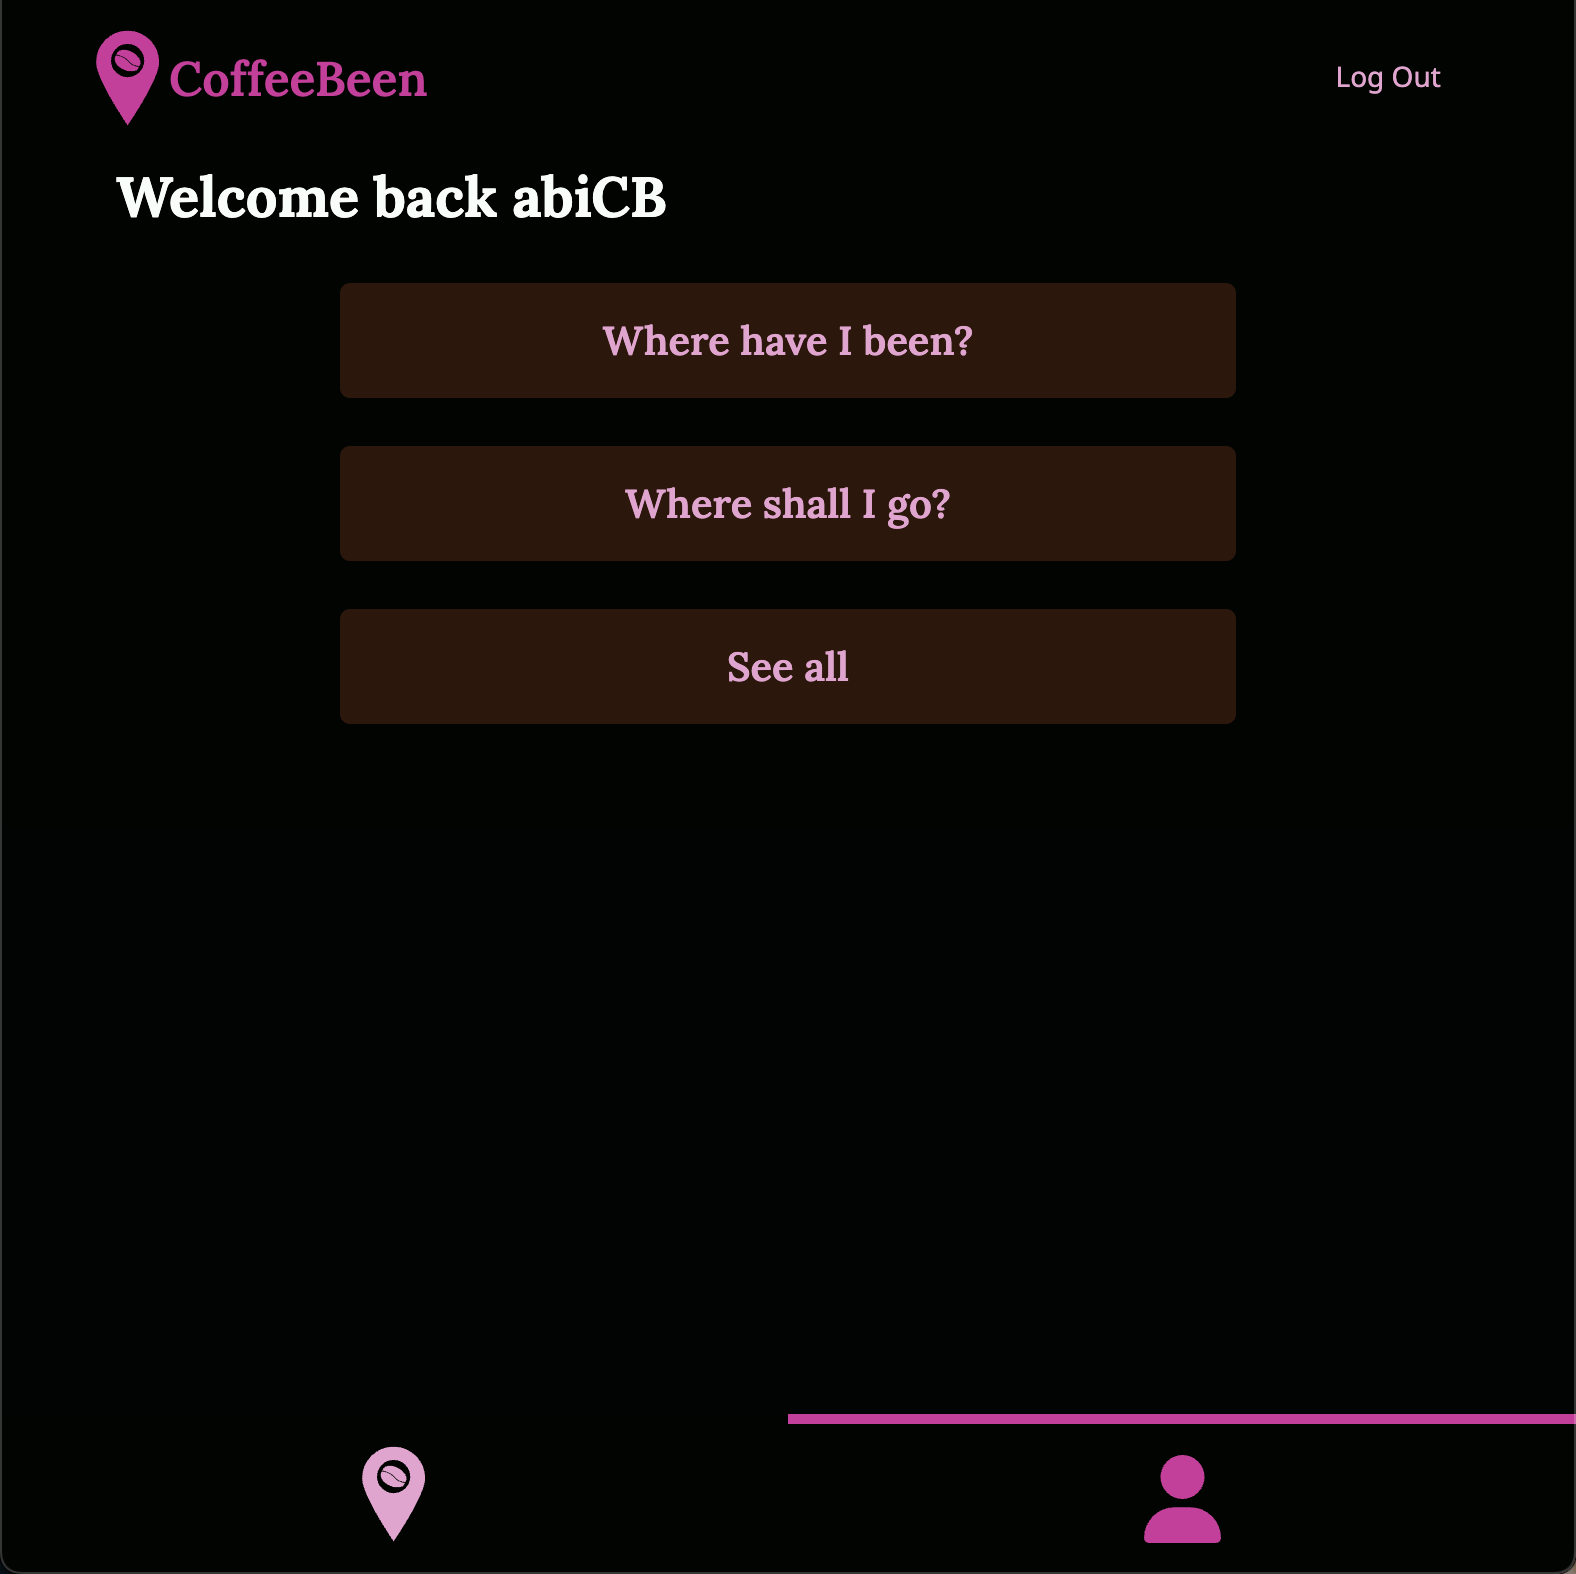 CoffeeBeen
Log Out
Welcome back abiCB
Where have I been?
Where shall I go?
See all